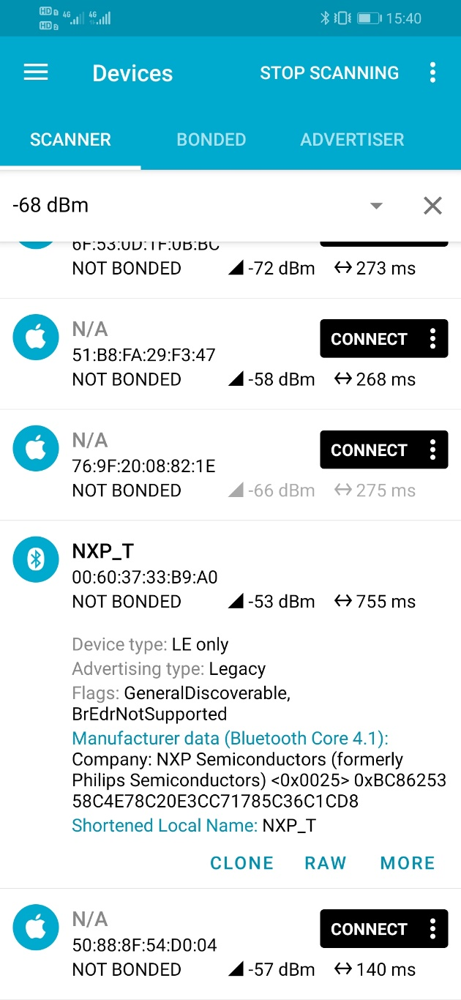 HD 1 4G 4G 15:40
HD 2
Devices STOP SCANNING
SCANNER BONDED ADVERTISER
-68 dBm
6F:53:0D:1F:0B:BC
NOT BONDED -72 dBm 273 ms
N/A CONNECT
51:B8:FA:29:F3:47
NOT BONDED -58 dBm 268 ms
N/A CONNECT
76:9F:20:08:82:1E
NOT BONDED -66 dBm 275 ms
NXP_T
00:60:37:33:B9:A0
NOT BONDED -53 dBm 755 ms
Device type: LE only
Advertising type: Legacy
Flags: GeneralDiscoverable,
BrEdrNotSupported
Manufacturer data (Bluetooth Core 4.1):
Company: NXP Semiconductors (formerly
Philips Semiconductors) <0x0025> 0xBC86253
58C4E78C20E3CC71785C36C1CD8
Shortened Local Name: NXP_T
CLONE RAW MORE
N/A CONNECT
50:88:8F:54:D0:04
NOT BONDED -57 dBm 140 ms